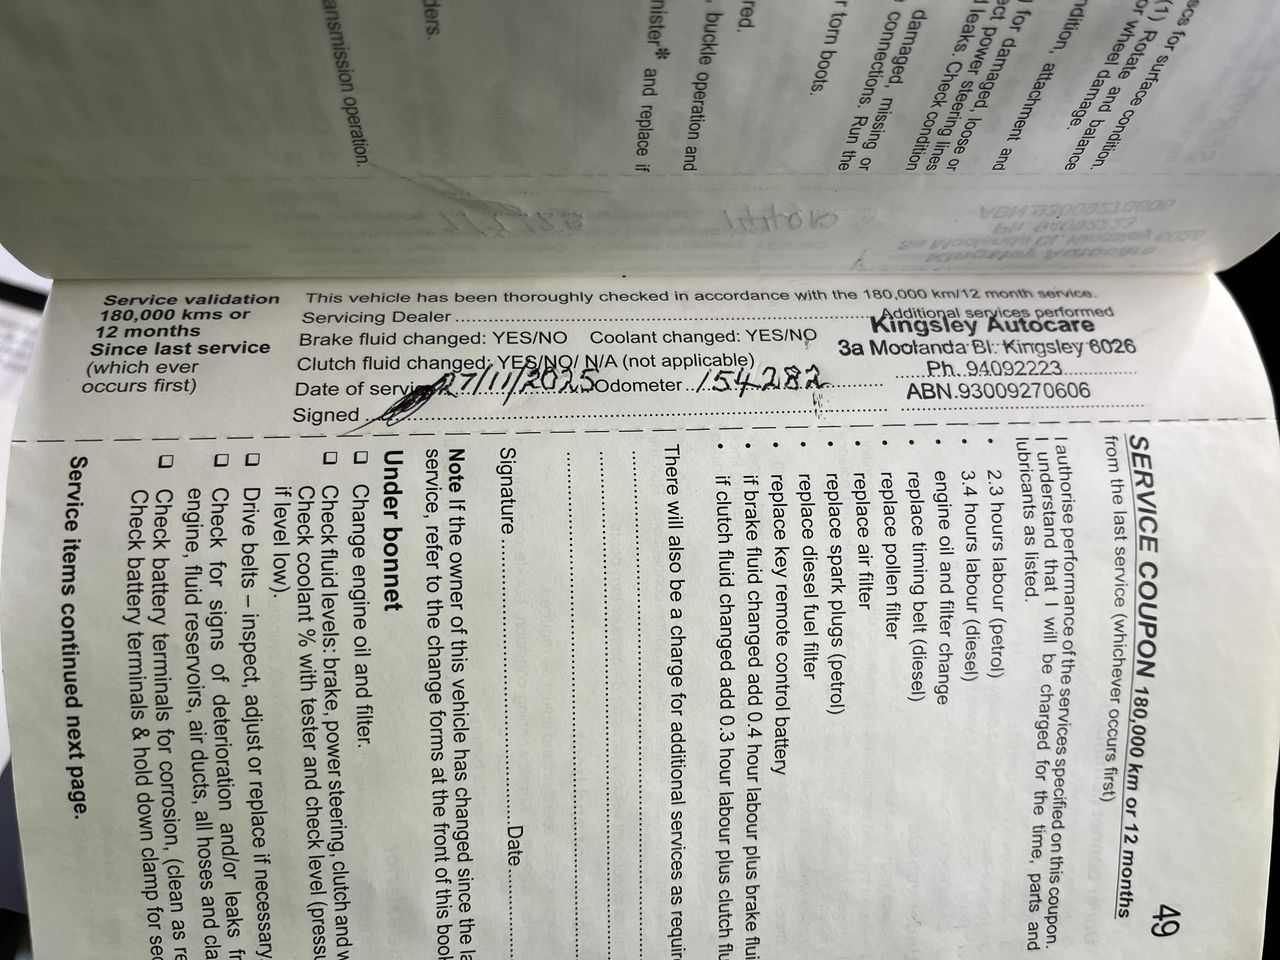 ders.
ansmission operation.
red.
, buckle operation and
nister* and replace if
scs for surface condition.
(1) Rotate and balance
or wheel damage.
ndition, attachment and
for damaged, loose or
ect power steering lines
leaks. Check condition
damaged, missing or
connections. Run the
r torn boots.
Service validation
180,000 kms or
12 months
Since last service
(which ever
occurs first)
This vehicle has been thoroughly checked in accordance with the 180,000 km/12 month service.
Servicing Dealer
Additional services performed
Brake fluid changed: YES/NO Coolant changed: YES/NO
Clutch fluid changed: YES/NO/ N/A (not applicable)
Date of servi 27/11/2025 Odometer 154282
Signed
Kingsley Autocare
3a Moolanda Bl. Kingsley 6026
Ph. 94092223
ABN.93009270606
49
SERVICE COUPON 180,000 km or 12 months
from the last service (whichever occurs first)
I authorise performance of the services specified on this coupon.
I understand that I will be charged for the time, parts and
lubricants as listed.
• 2.3 hours labour (petrol)
• 3.4 hours labour (diesel)
• engine oil and filter change
• replace timing belt (diesel)
• replace pollen filter
• replace air filter
• replace spark plugs (petrol)
• replace diesel fuel filter
• replace key remote control battery
• if brake fluid changed add 0.4 hour labour plus brake flui
• if clutch fluid changed add 0.3 hour labour plus clutch flu
There will also be a charge for additional services as requir
Signature Date
Note If the owner of this vehicle has changed since the la
service, refer to the change forms at the front of this book
Under bonnet
❑ Change engine oil and filter.
❑ Check fluid levels: brake, power steering, clutch and w
Check coolant % with tester and check level (pressu
if level low).
❑ Drive belts – inspect, adjust or replace if necessary
❑ Check for signs of deterioration and/or leaks fr
engine, fluid reservoirs, air ducts, all hoses and cla
❑ Check battery terminals for corrosion, (clean as re
Check battery terminals & hold down clamp for sec
Service items continued next page.